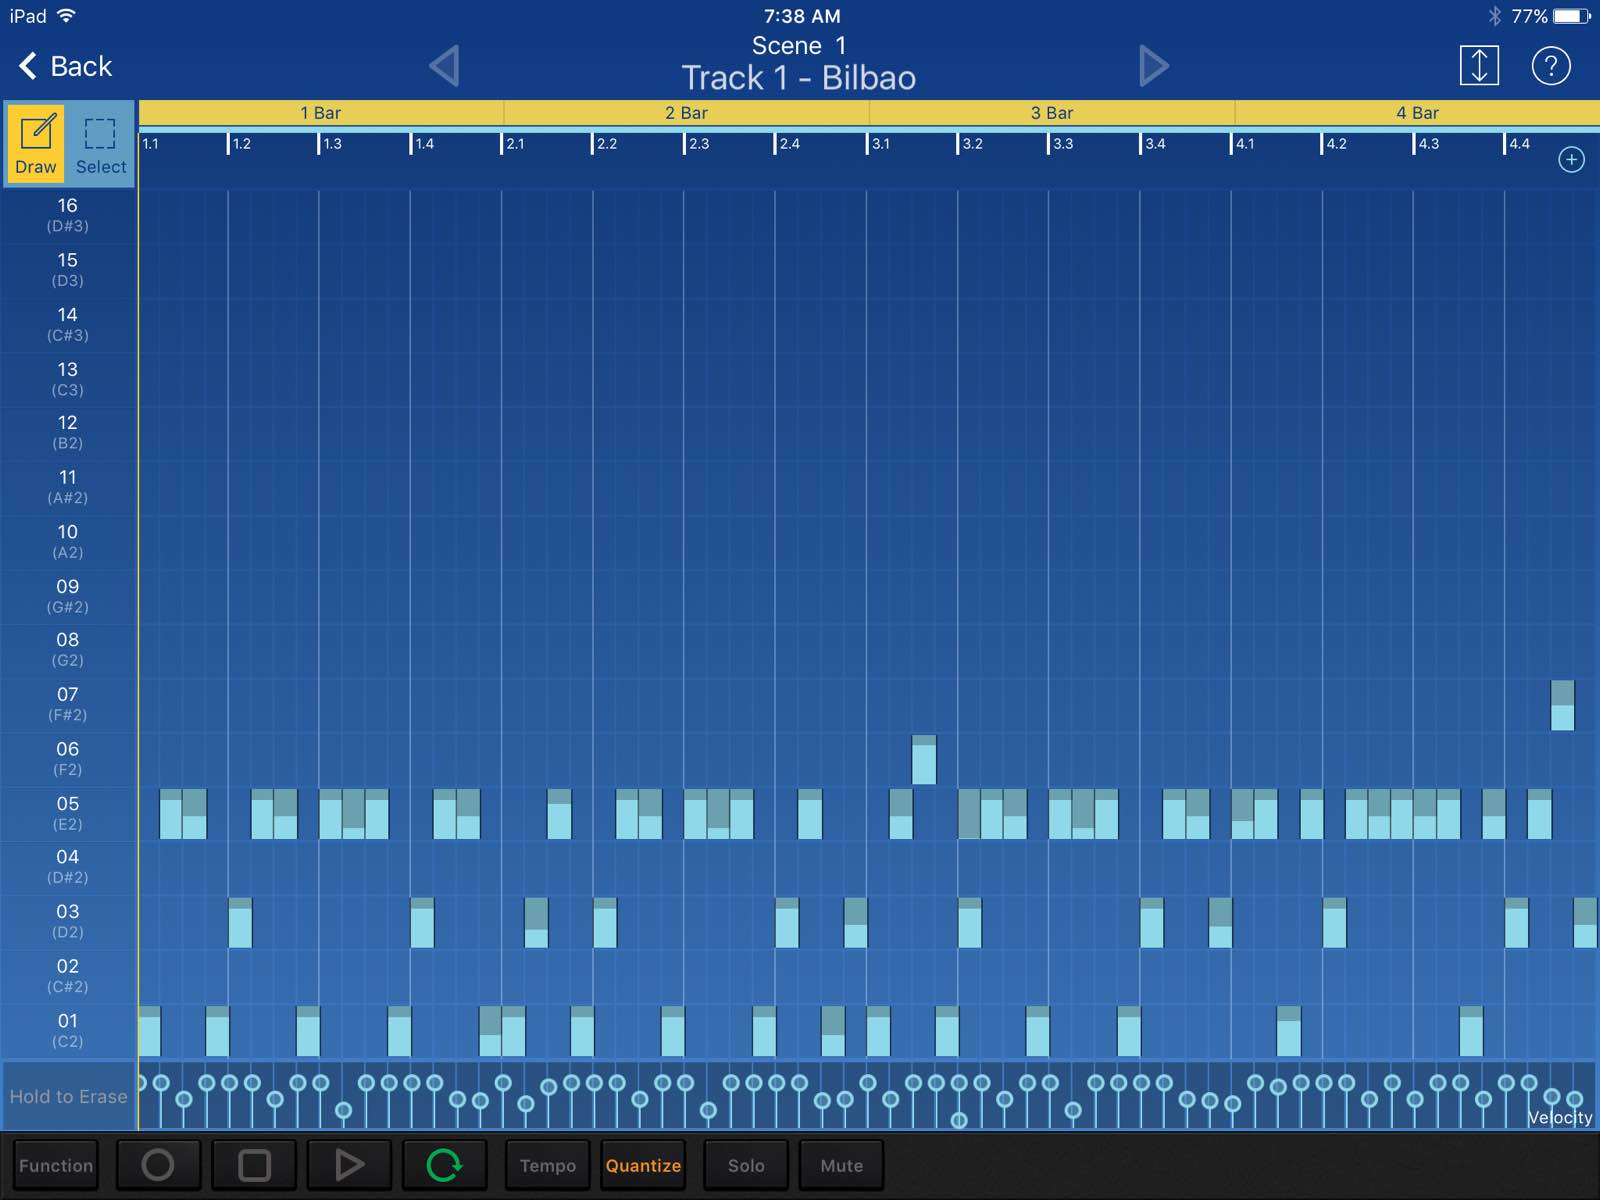 iPad 7:38 AM 77%
Scene 1
Back Track 1 - Bilbao ?
1 Bar 2 Bar 3 Bar 4 Bar
1.1 1.2 1.3 1.4 2.1 2.2 2.3 2.4 3.1 3.2 3.3 3.4 4.1 4.2 4.3 4.4
Draw Select
16
(D#3)
15
(D3)
14
(C#3)
13
(C3)
12
(B2)
11
(A#2)
10
(A2)
09
(G#2)
08
(G2)
07
(F#2)
06
(F2)
05
(E2)
04
(D#2)
03
(D2)
02
(C#2)
01
(C2)
Hold to Erase
Velocity
Function Tempo Quantize Solo Mute